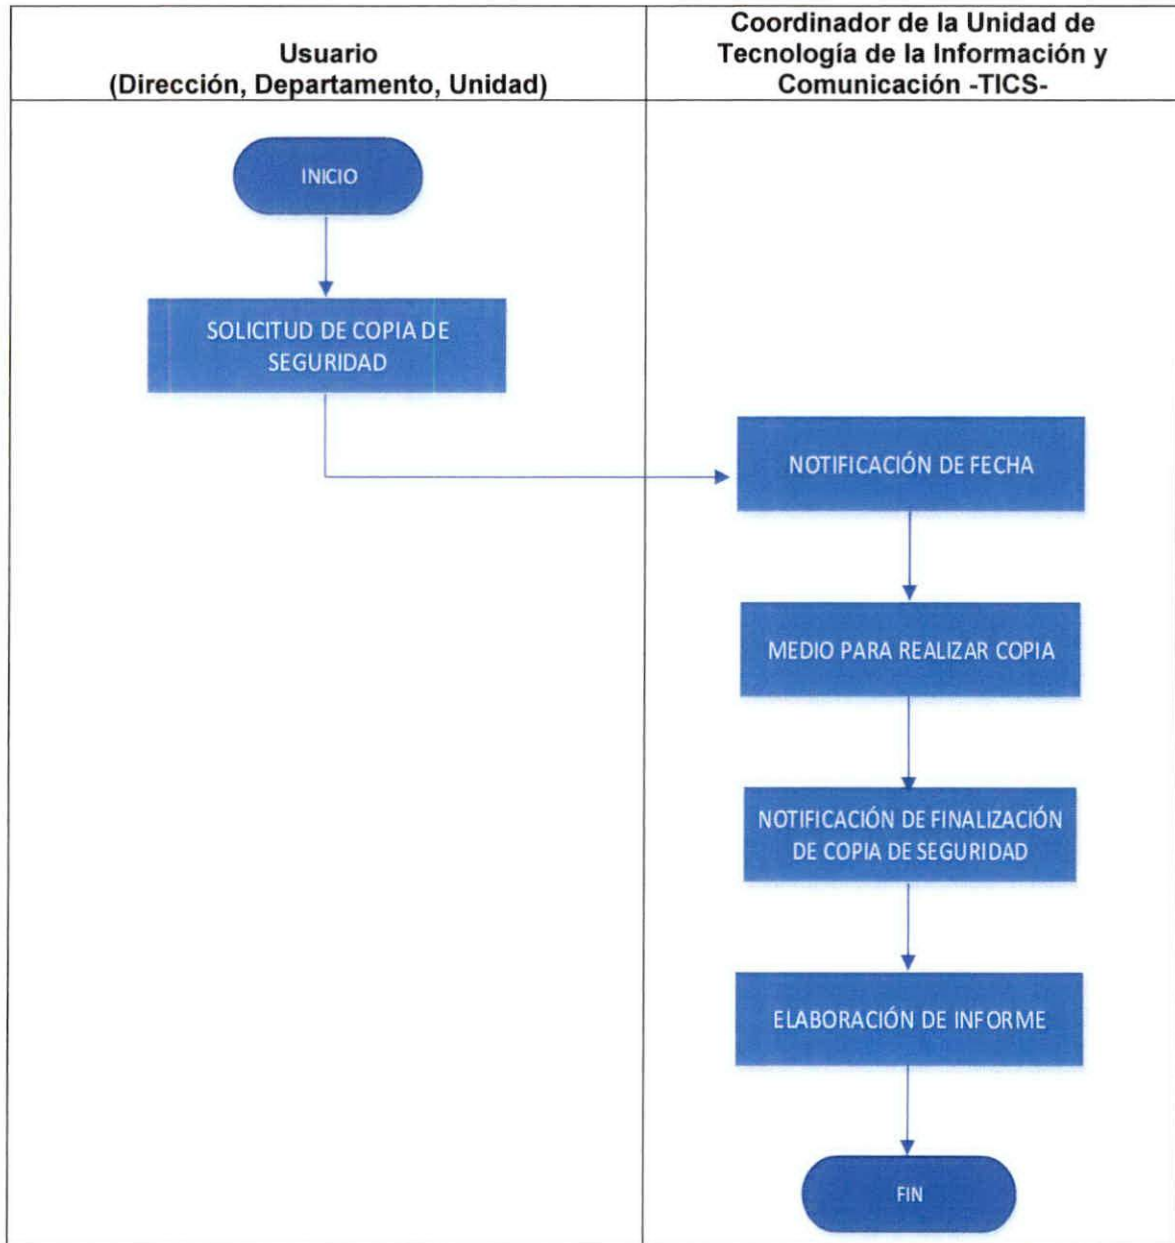 Usuario
(Dirección, Departamento, Unidad)
Coordinador de la Unidad de
Tecnología de la Información y
Comunicación -TICS-
INICIO
SOLICITUD DE COPIA DE
SEGURIDAD
NOTIFICACIÓN DE FECHA
MEDIO PARA REALIZAR COPIA
NOTIFICACIÓN DE FINALIZACIÓN
DE COPIA DE SEGURIDAD
ELABORACIÓN DE INFORME
FIN